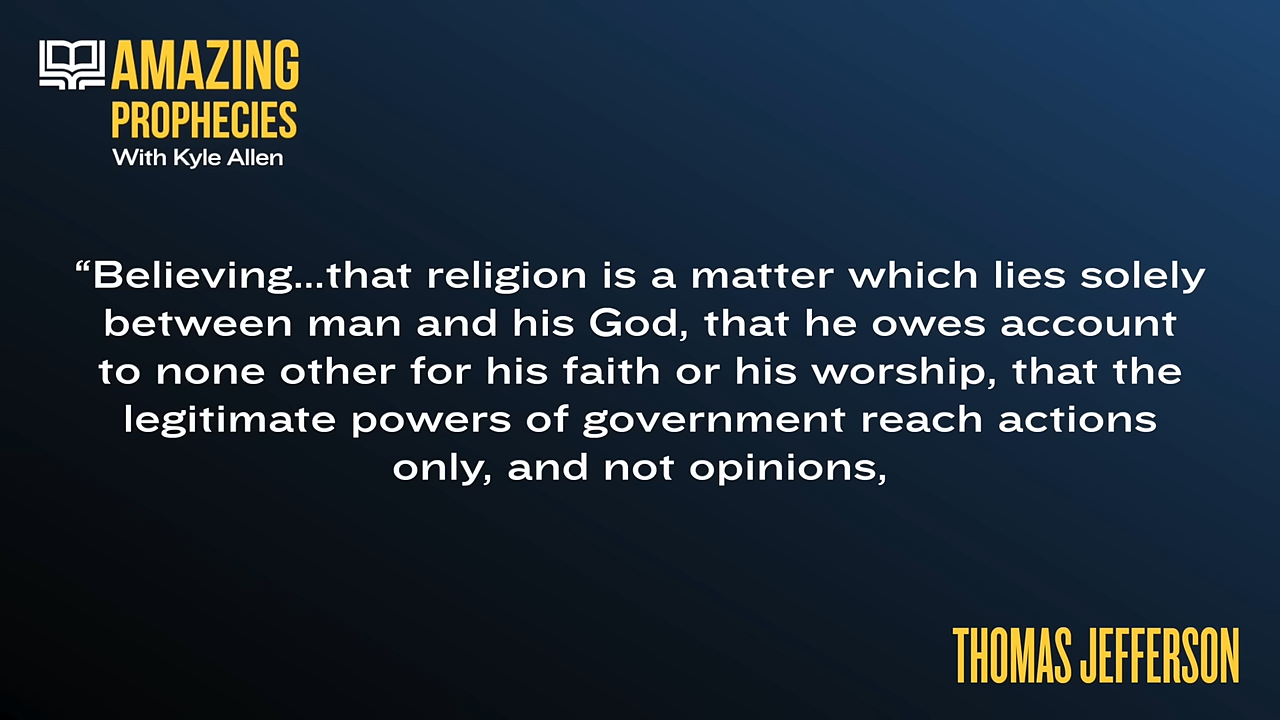 AMAZING
PROPHECIES
With Kyle Allen
“Believing...that religion is a matter which lies solely
between man and his God, that he owes account
to none other for his faith or his worship, that the
legitimate powers of government reach actions
only, and not opinions,
THOMAS JEFFERSON